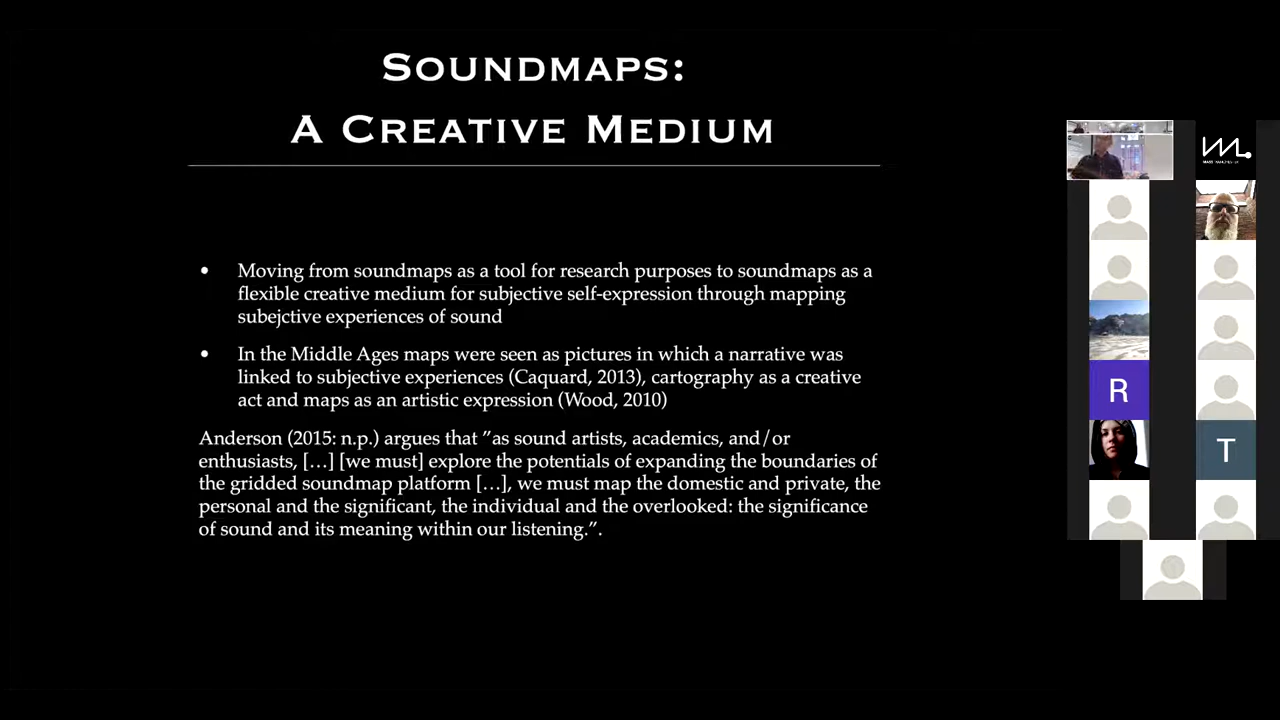 SOUNDMAPS:
A CREATIVE MEDIUM
• Moving from soundmaps as a tool for research purposes to soundmaps as a
flexible creative medium for subjective self-expression through mapping
subejctive experiences of sound
• In the Middle Ages maps were seen as pictures in which a narrative was
linked to subjective experiences (Caquard, 2013), cartography as a creative
act and maps as an artistic expression (Wood, 2010)
Anderson (2015: n.p.) argues that ”as sound artists, academics, and/or
enthusiasts, […] [we must] explore the potentials of expanding the boundaries of
the gridded soundmap platform […], we must map the domestic and private, the
personal and the significant, the individual and the overlooked: the significance
of sound and its meaning within our listening.”.
R
T